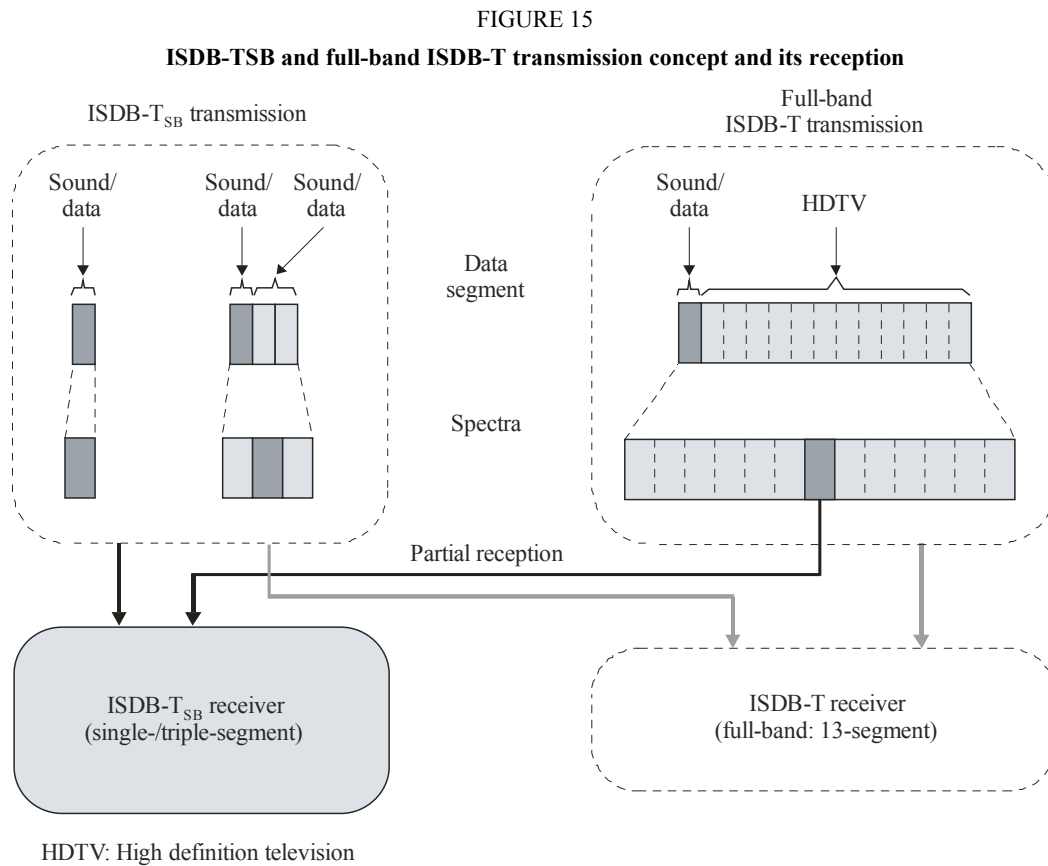 FIGURE 15
ISDB-TSB and full-band ISDB-T transmission concept and its reception
ISDB-TSB transmission
Full-band
ISDB-T transmission
Sound/
data
Sound/
data
Sound/
data
Sound/
data
HDTV
Data
segment
Spectra
Partial reception
ISDB-TSB receiver
(single-/triple-segment)
ISDB-T receiver
(full-band: 13-segment)
HDTV: High definition television